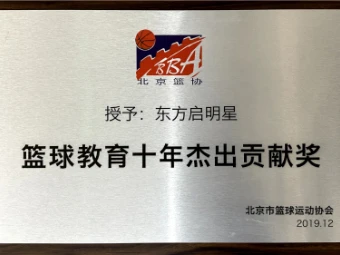 BBA
北京篮协
授予：东方启明星
篮球教育十年杰出贡献奖
北京市篮球运动协会
2019.12